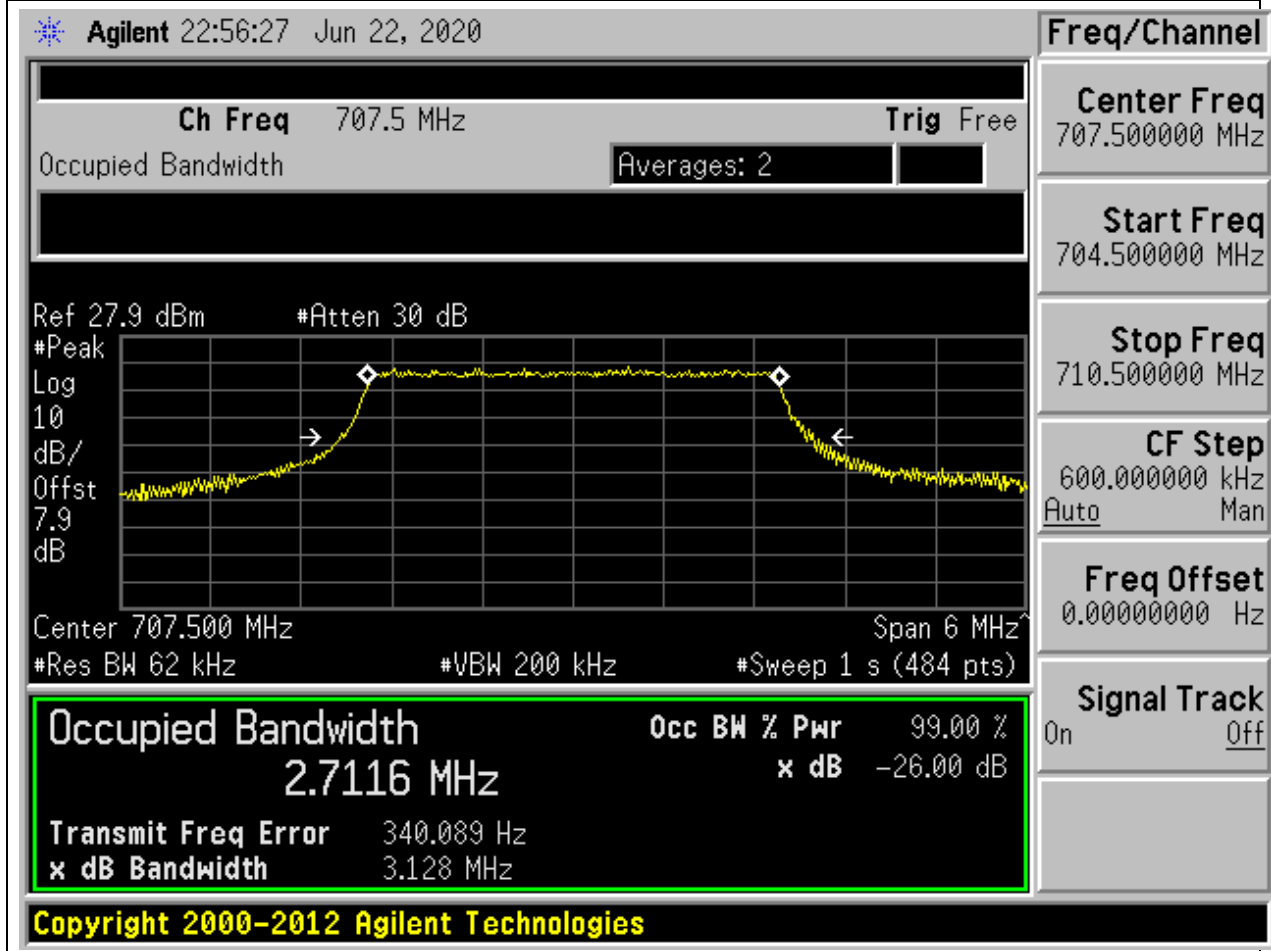 Agilent 22:56:27 Jun 22, 2020
Ch Freq 707.5 MHz Trig Free
Occupied Bandwidth Averages: 2
Ref 27.9 dBm #Atten 30 dB
#Peak
Log
10
dB/
Offst
7.9
dB
Center 707.500 MHz Span 6 MHz^
#Res BW 62 kHz #VBW 200 kHz #Sweep 1 s (484 pts)
Occupied Bandwidth Occ BW % Pwr 99.00 %
2.7116 MHz x dB -26.00 dB
Transmit Freq Error 340.089 Hz
x dB Bandwidth 3.128 MHz
Copyright 2000-2012 Agilent Technologies
Freq/Channel
Center Freq
707.500000 MHz
Start Freq
704.500000 MHz
Stop Freq
710.500000 MHz
CF Step
600.000000 kHz
Auto Man
Freq Offset
0.00000000 Hz
Signal Track
On Off